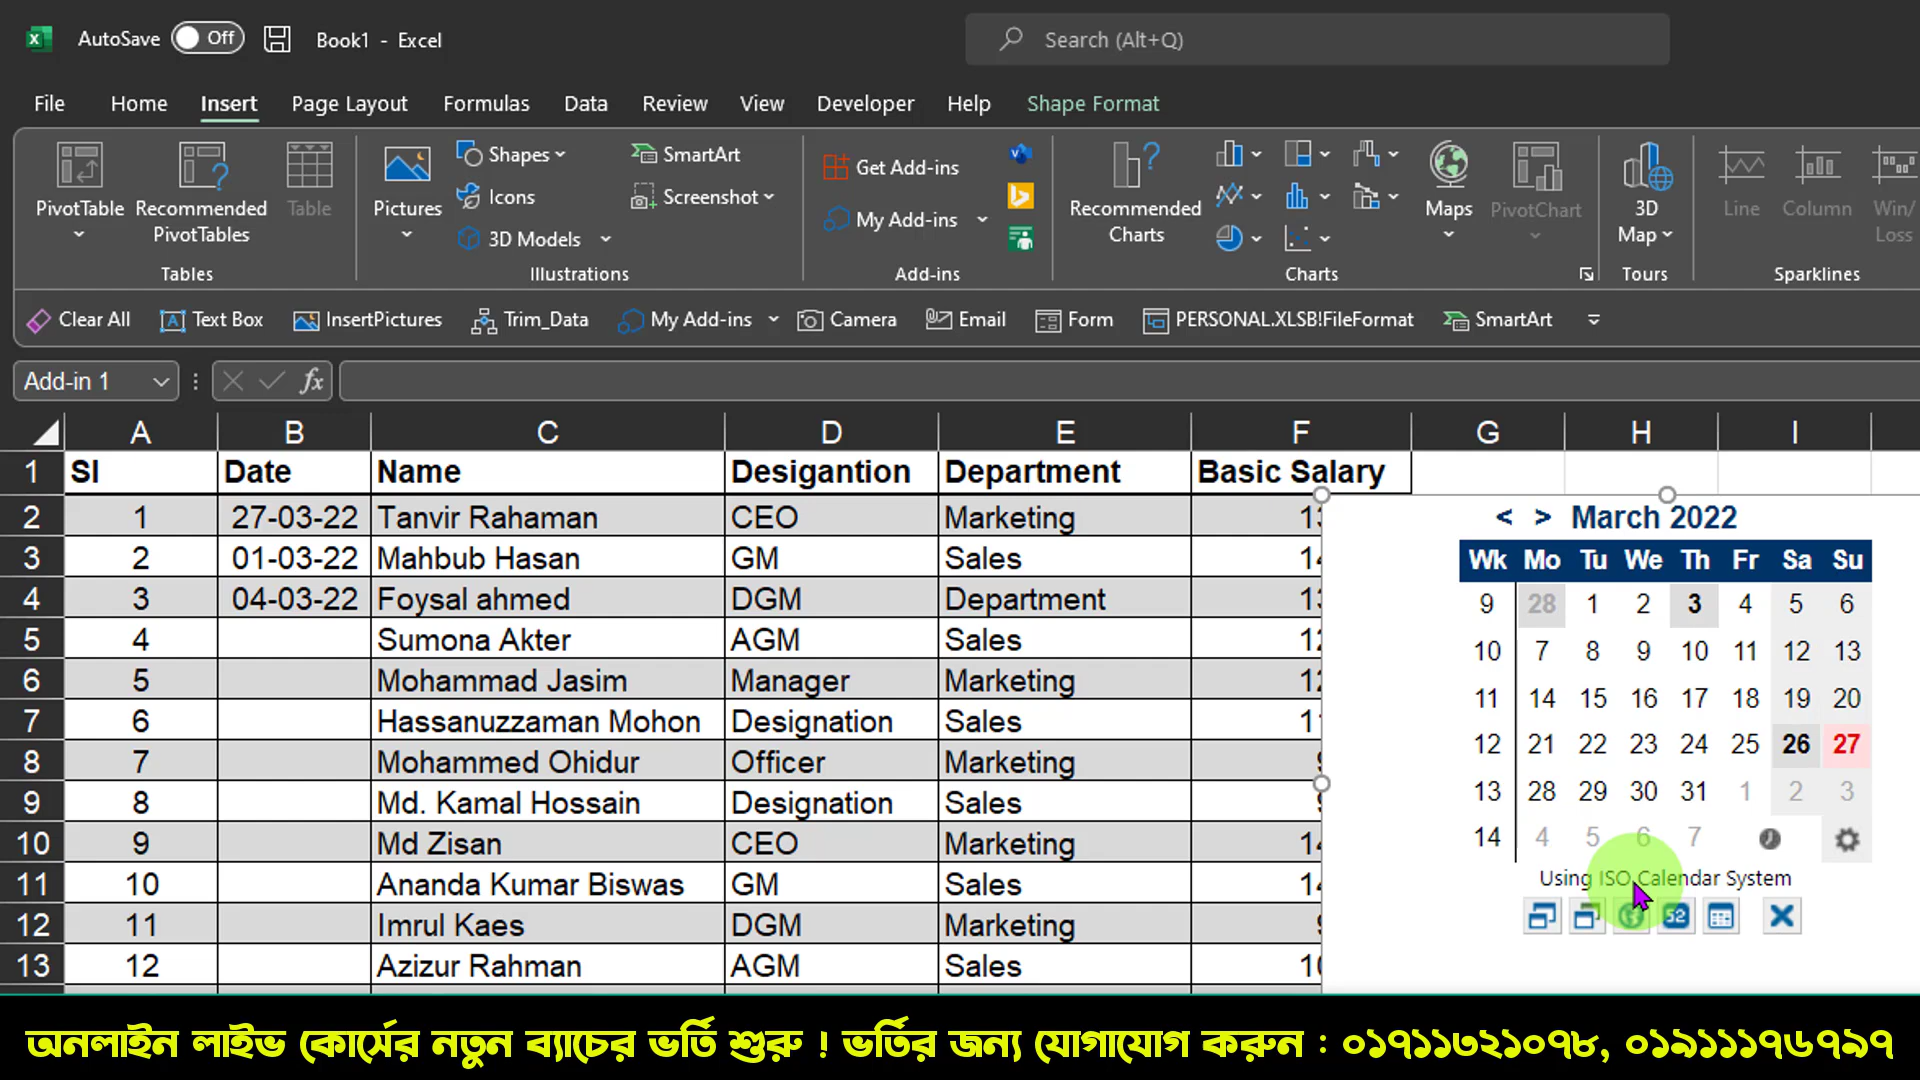 AutoSave Off Book1 - Excel Search (Alt+Q)
File Home Insert Page Layout Formulas Data Review View Developer Help Shape Format
PivotTable Recommended PivotTables Table
Tables
Pictures Shapes Icons 3D Models SmartArt Screenshot
Illustrations
Get Add-ins
My Add-ins
Add-ins
Recommended Charts Maps PivotChart
Charts
3D Map
Tours
Line Column Win/ Loss
Sparklines
Clear All Text Box InsertPictures Trim_Data My Add-ins Camera Email Form PERSONAL.XLSB!FileFormat SmartArt
Add-in 1 fx
A B C D E F G H I
1 Sl Date Name Desigantion Department Basic Salary
2 1 27-03-22 Tanvir Rahaman CEO Marketing
3 2 01-03-22 Mahbub Hasan GM Sales
4 3 04-03-22 Foysal ahmed DGM Department
5 4 Sumona Akter AGM Sales
6 5 Mohammad Jasim Manager Marketing
7 6 Hassanuzzaman Mohon Designation Sales
8 7 Mohammed Ohidur Officer Marketing
9 8 Md. Kamal Hossain Designation Sales
10 9 Md Zisan CEO Marketing
11 10 Ananda Kumar Biswas GM Sales
12 11 Imrul Kaes DGM Marketing
13 12 Azizur Rahman AGM Sales
< > March 2022
Wk Mo Tu We Th Fr Sa Su
9 28 1 2 3 4 5 6
10 7 8 9 10 11 12 13
11 14 15 16 17 18 19 20
12 21 22 23 24 25 26 27
13 28 29 30 31 1 2 3
14 4 5 6 7
Using ISO Calendar System
52
অনলাইন লাইভ কোর্সের নতুন ব্যাচের ভর্তি শুরু ! ভর্তির জন্য যোগাযোগ করুন : ০১৭১১৩২১০৭৮, ০১৯১১১৭৬৭৯৭